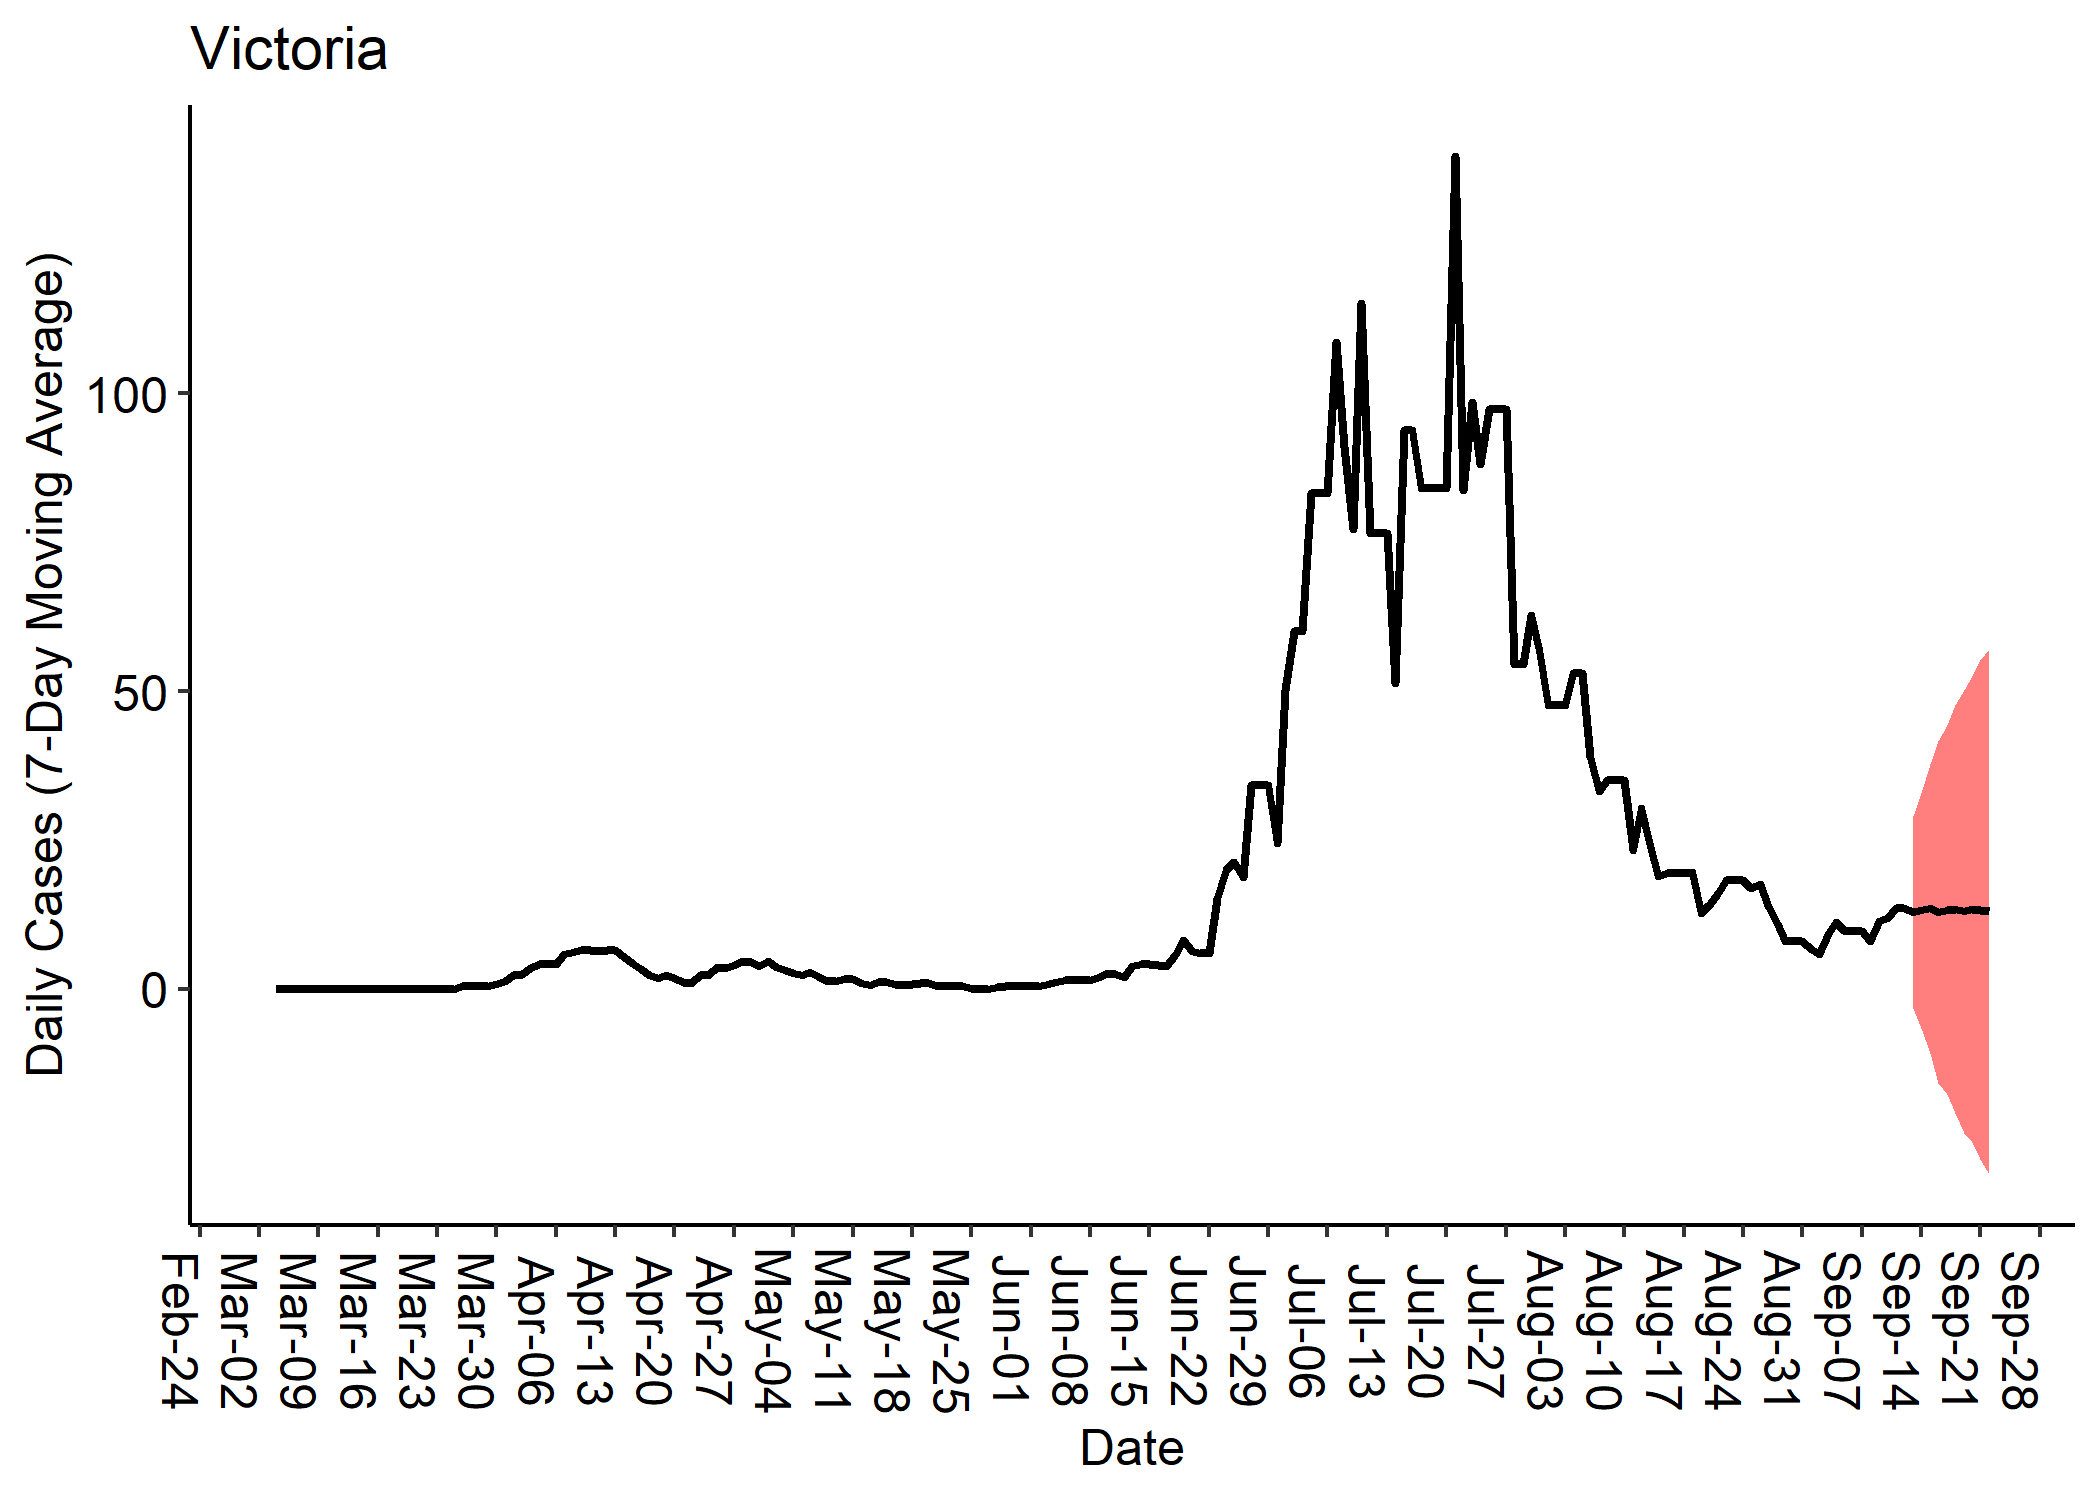 Victoria
Daily Cases (7-Day Moving Average)
100
50
0
Feb-24
Mar-02
Mar-09
Mar-16
Mar-23
Mar-30
Apr-06
Apr-13
Apr-20
Apr-27
May-04
May-11
May-18
May-25
Jun-01
Jun-08
Jun-15
Jun-22
Jun-29
Jul-06
Jul-13
Jul-20
Jul-27
Aug-03
Aug-10
Aug-17
Aug-24
Aug-31
Sep-07
Sep-14
Sep-21
Sep-28
Date